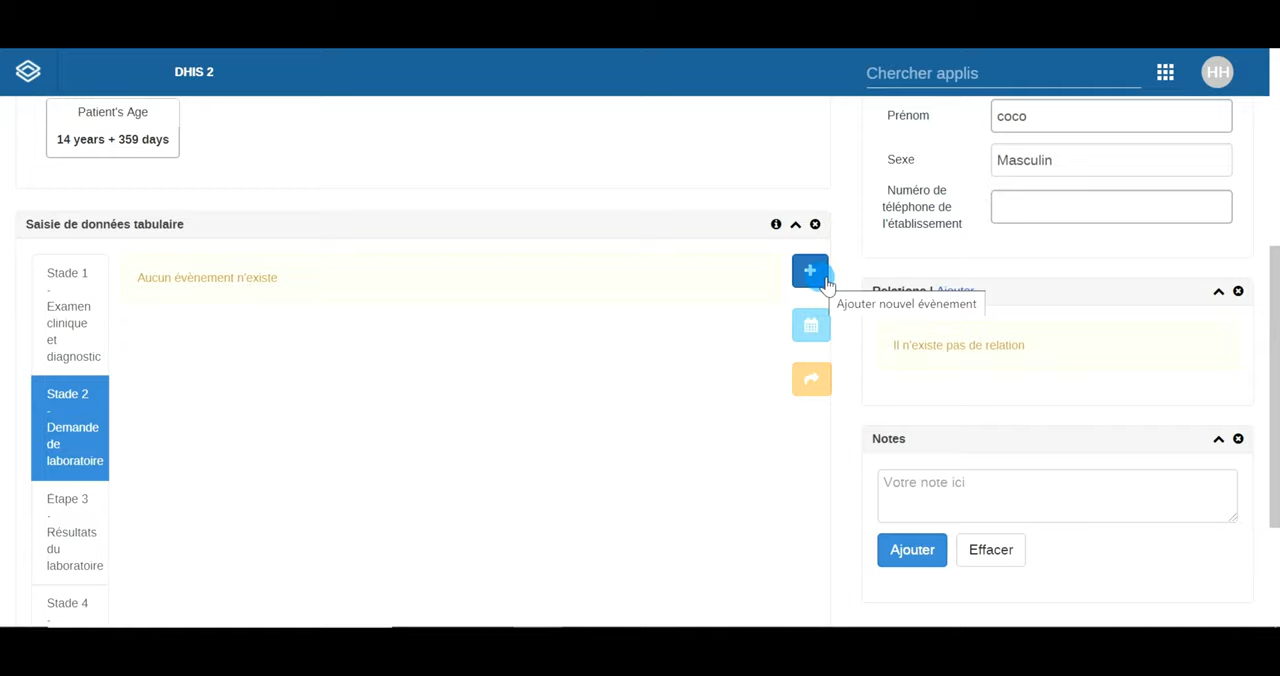 DHIS 2
Chercher applis
HH
Patient's Age
14 years + 359 days
Saisie de données tabulaire
Stade 1
-
Examen
clinique
et
diagnostic
Stade 2
-
Demande
de
laboratoire
Étape 3
-
Résultats
du
laboratoire
Stade 4
-
Aucun évènement n'existe
Ajouter nouvel évènement
Prénom
coco
Sexe
Masculin
Numéro de
téléphone de
l'établissement
Relations | Ajouter
Il n'existe pas de relation
Notes
Votre note ici
Ajouter
Effacer